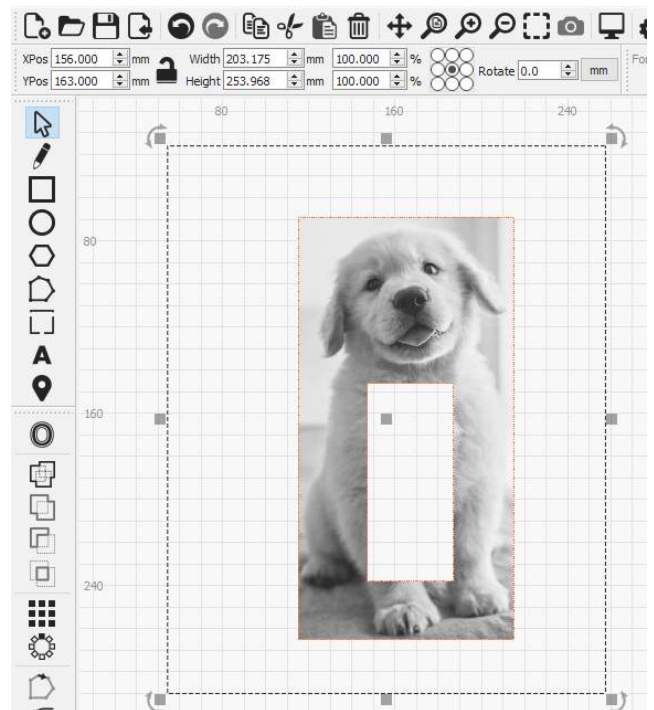 XPos 156.000 mm Width 203.175 mm 100.000 % Rotate 0.0 mm
YPos 163.000 mm Height 253.968 mm 100.000 %
80 160 240
80
160
240